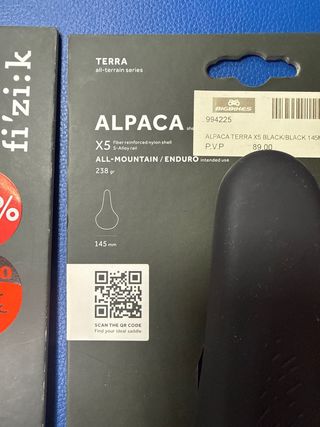 fi'zi:k
%
TERRA
all-terrain series
ALPACA
X5 Fiber reinforced nylon shell
S-Alloy rail
ALL-MOUNTAIN / ENDURO intended use
238 gr
145 mm
SCAN THE QR CODE
Find your ideal saddle
BIGBIKES
994225
ALPACA TERRA X5 BLACK/BLACK 145M
P.V.P 89,00